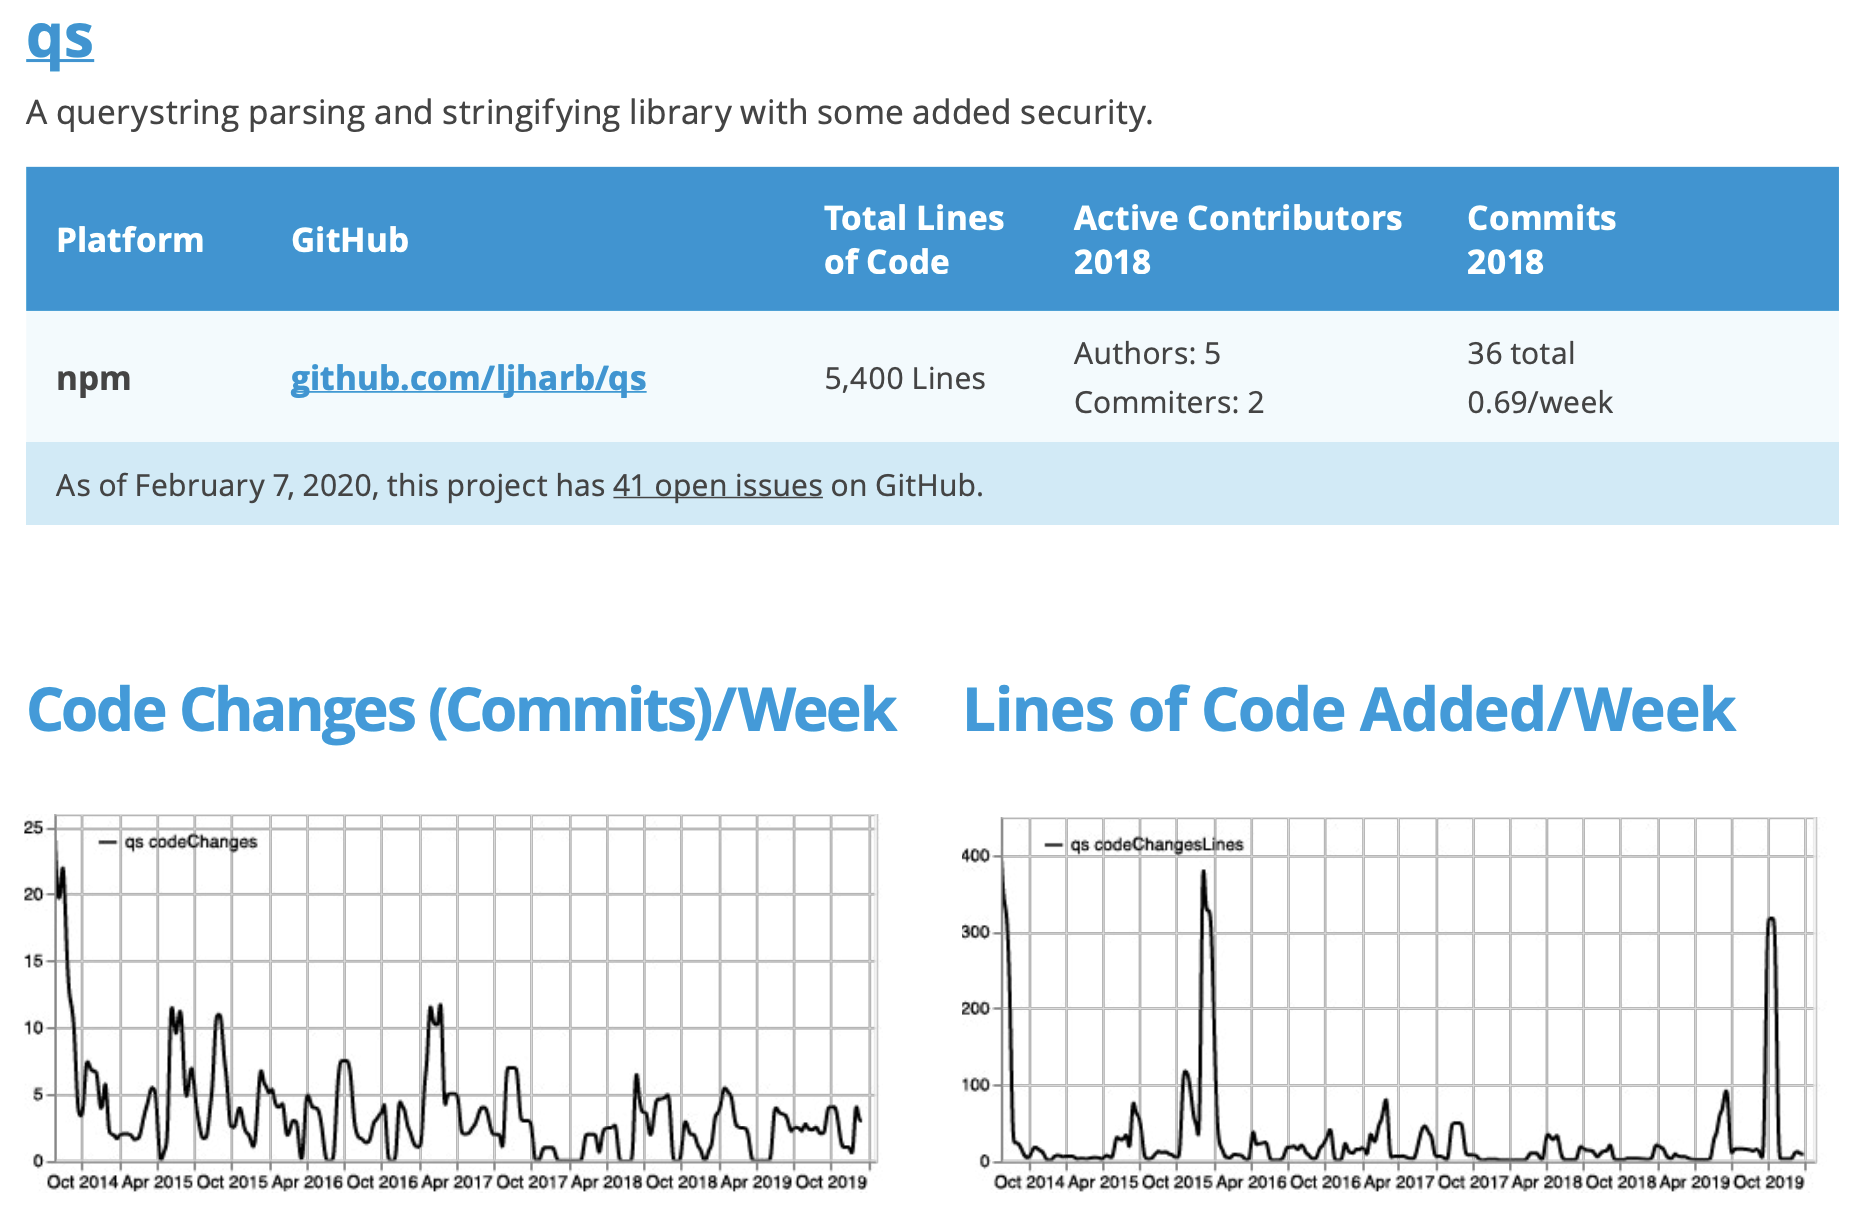 qs
A querystring parsing and stringifying library with some added security.
Platform GitHub Total Lines of Code Active Contributors 2018 Commits 2018
npm github.com/ljharb/qs 5,400 Lines Authors: 5 Commiters: 2 36 total 0.69/week
As of February 7, 2020, this project has 41 open issues on GitHub.
Code Changes (Commits)/Week
25
qs codeChanges
20
15
10
5
0
Oct 2014 Apr 2015 Oct 2015 Apr 2016 Oct 2016 Apr 2017 Oct 2017 Apr 2018 Oct 2018 Apr 2019 Oct 2019
Lines of Code Added/Week
qs codeChangesLines
400
300
200
100
0
Oct 2014 Apr 2015 Oct 2015 Apr 2016 Oct 2016 Apr 2017 Oct 2017 Apr 2018 Oct 2018 Apr 2019 Oct 2019